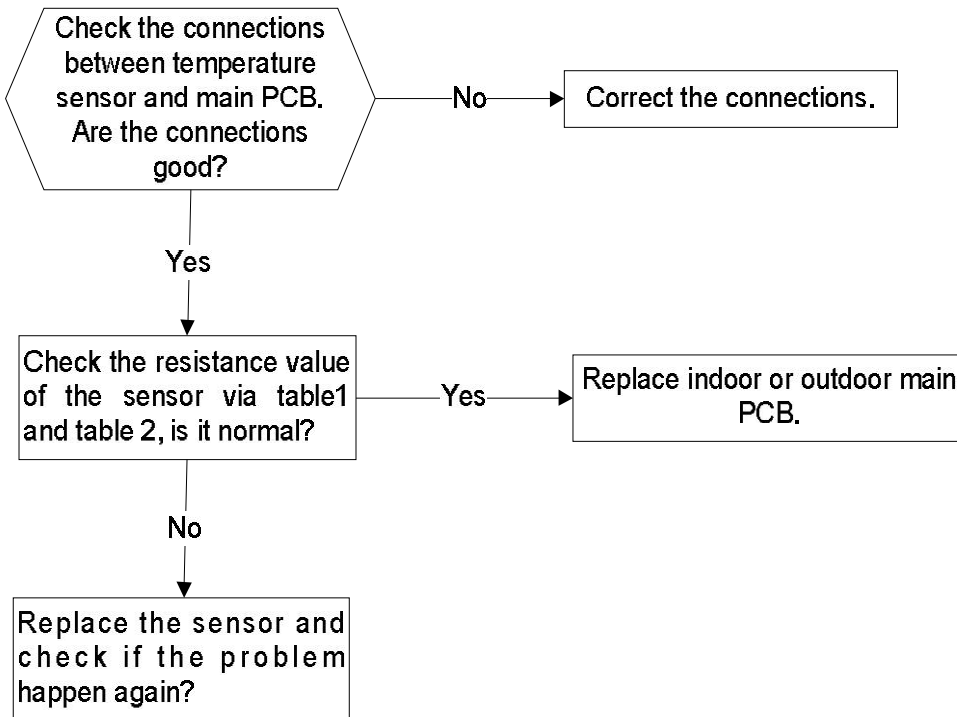 Check the connections
between temperature
sensor and main PCB.
Are the connections
good?
No
Correct the connections.
Yes
Check the resistance value
of the sensor via table1
and table 2, is it normal?
Yes
Replace indoor or outdoor main
PCB.
No
Replace the sensor and
check if the problem
happen again?